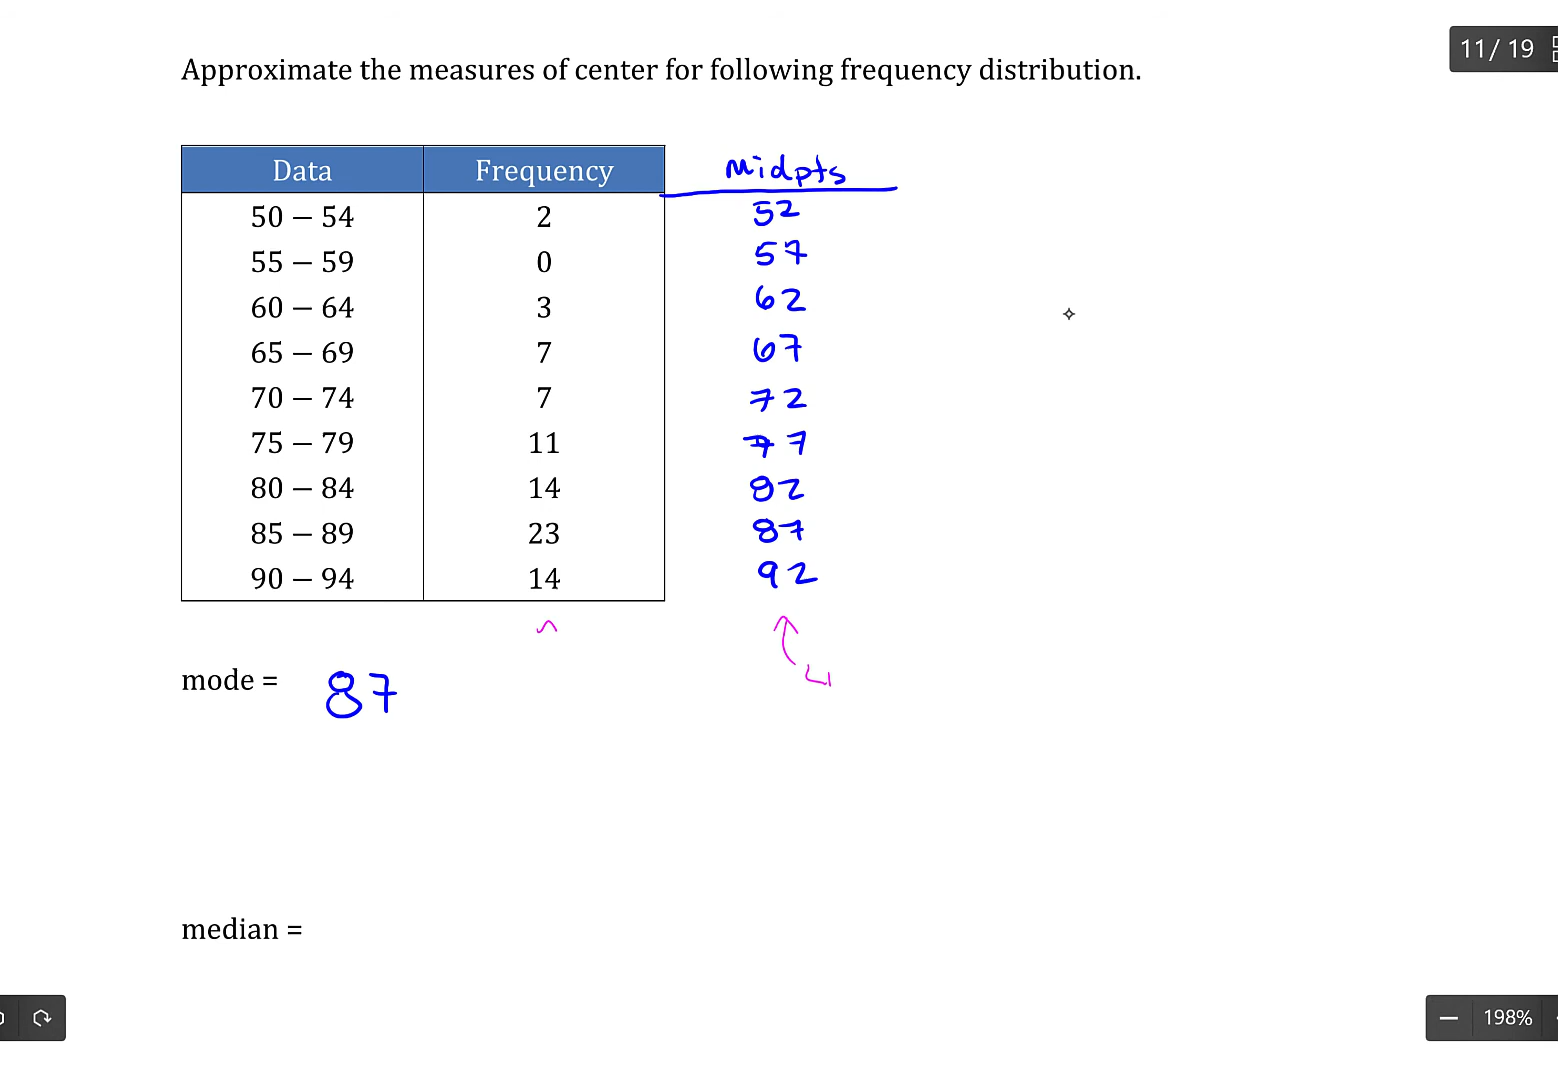 11 / 19
Approximate the measures of center for following frequency distribution.
Data Frequency Midpts
50 – 54 2 52
55 – 59 0 57
60 – 64 3 62
65 – 69 7 67
70 – 74 7 72
75 – 79 11 77
80 – 84 14 82
85 – 89 23 87
90 – 94 14 92
mode = 87
median =
198%